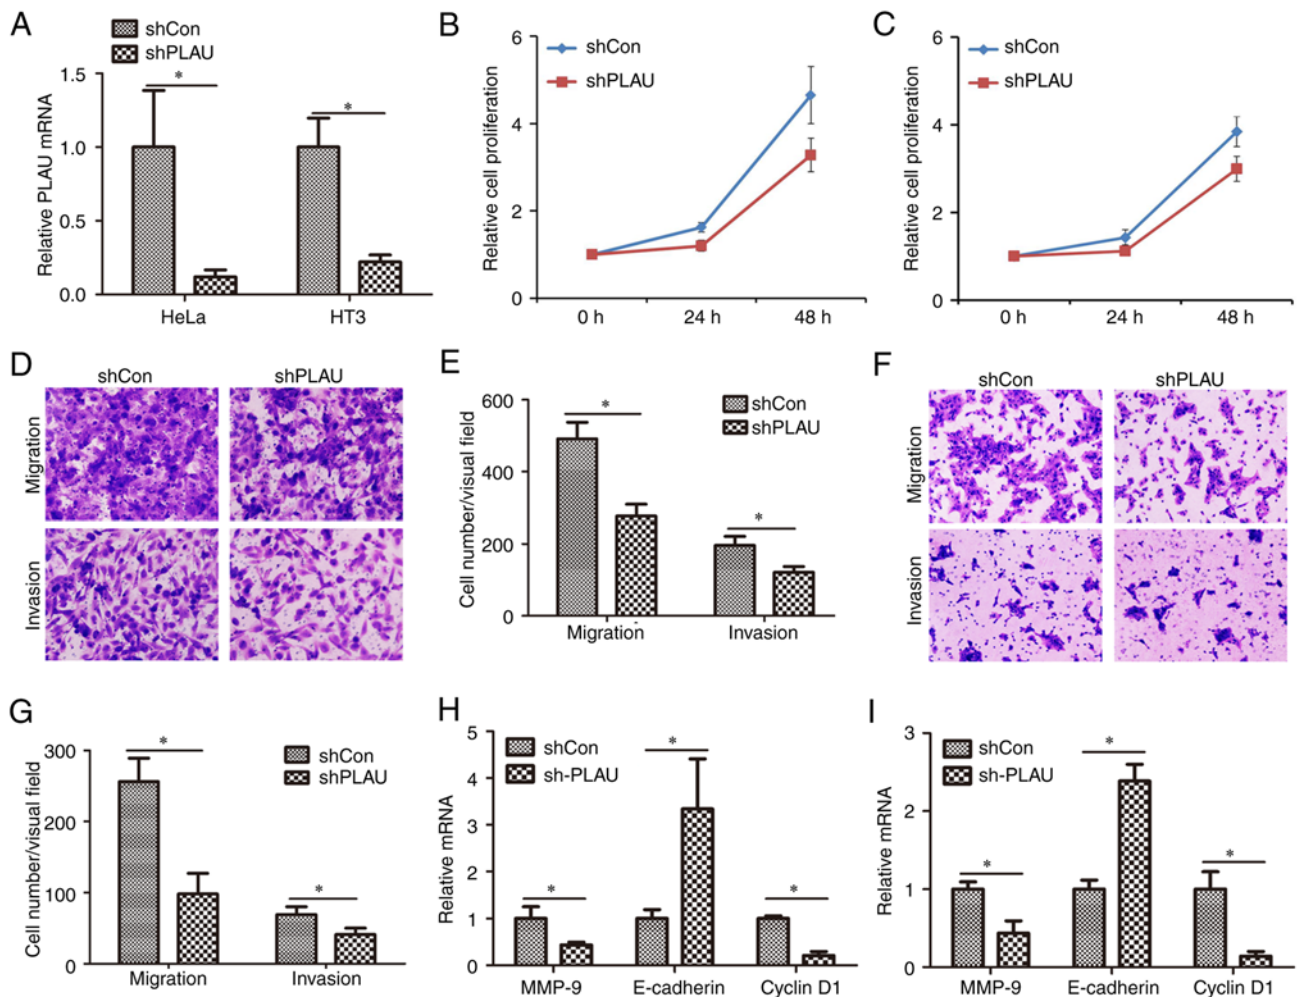 A
shCon
shPLAU
1.5
1.0
0.5
0.0
Relative PLAU mRNA
*
*
HeLa
HT3
B
6
4
2
0
Relative cell proliferation
shCon
shPLAU
0 h
24 h
48 h
C
6
4
2
0
Relative cell proliferation
shCon
shPLAU
0 h
24 h
48 h
D
shCon
shPLAU
Migration
Invasion
E
600
400
200
0
Cell number/visual field
shCon
shPLAU
*
*
Migration
Invasion
F
shCon
shPLAU
Migration
Invasion
G
300
200
100
0
Cell number/visual field
shCon
shPLAU
*
*
Migration
Invasion
H
5
4
3
2
1
0
Relative mRNA
shCon
sh-PLAU
*
*
*
MMP-9
E-cadherin
Cyclin D1
I
3
2
1
0
Relative mRNA
shCon
sh-PLAU
*
*
*
MMP-9
E-cadherin
Cyclin D1